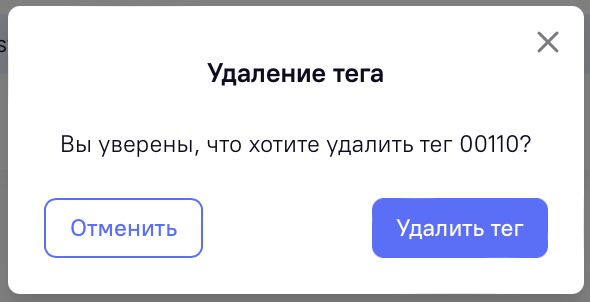 Удаление тега
Вы уверены, что хотите удалить тег 00110?
Отменить
Удалить тег